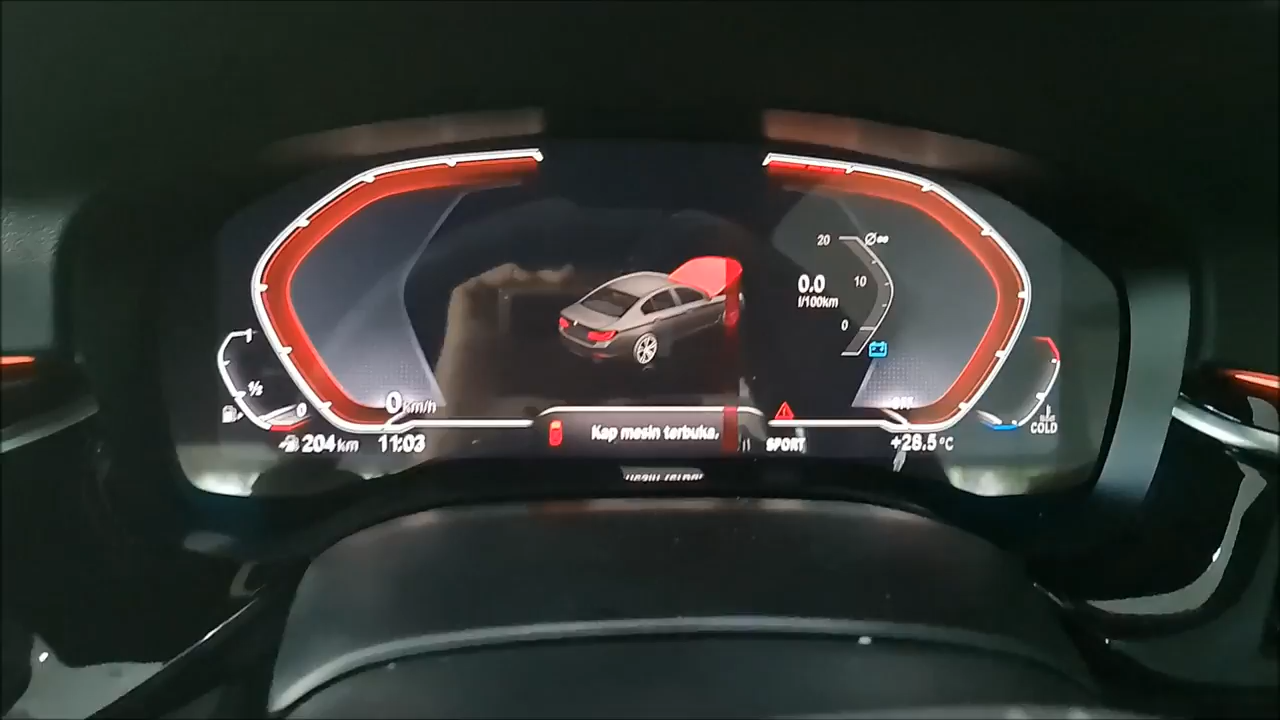 20
10
0.0
l/100km
0
½
0
0 km/h
OFF
COLD
204 km
11:03
Kap mesin terbuka.
SPORT
+28.5 °C